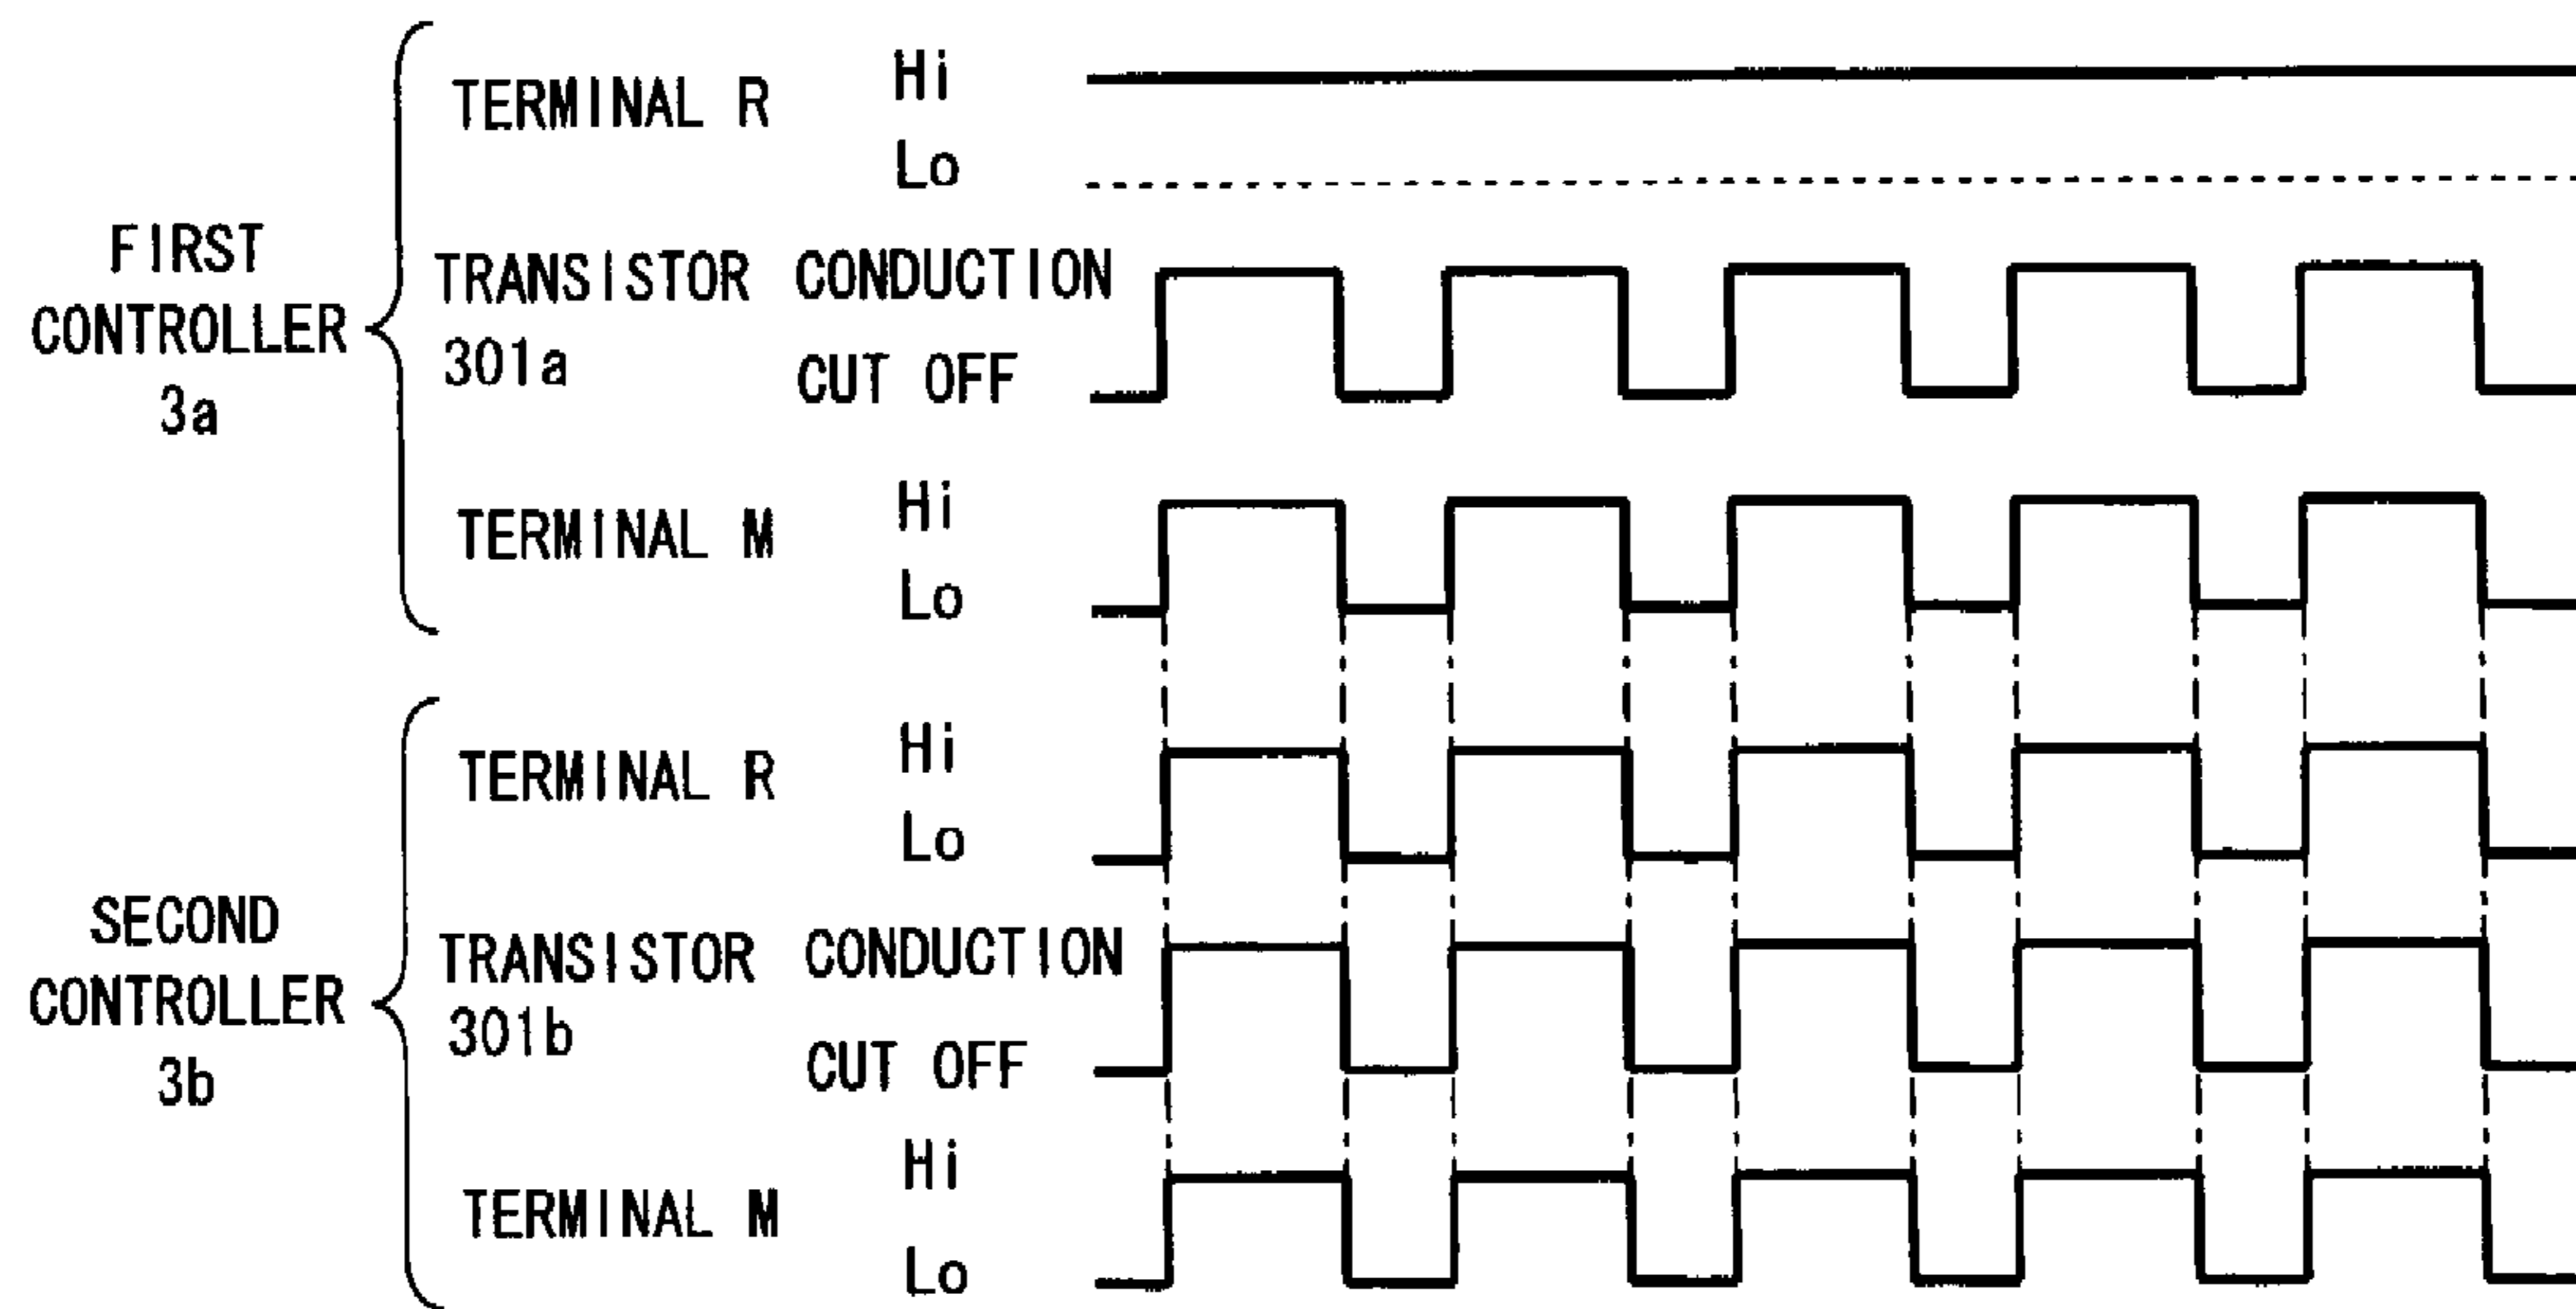 FIRST
CONTROLLER
3a
TERMINAL R
Hi
Lo
TRANSISTOR
301a
CONDUCTION
CUT OFF
TERMINAL M
Hi
Lo
SECOND
CONTROLLER
3b
TERMINAL R
Hi
Lo
TRANSISTOR
301b
CONDUCTION
CUT OFF
TERMINAL M
Hi
Lo